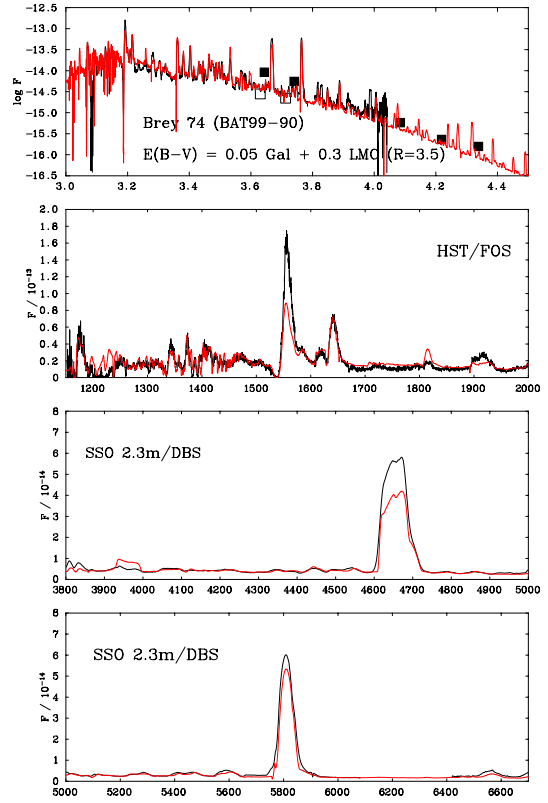 -12.5
-13.0
-13.5
-14.0
-14.5
-15.0
-15.5
-16.0
-16.5
log F
Brey 74 (BAT99-90)
E(B-V) = 0.05 Gal + 0.3 LMC (R=3.5)
3.0 3.2 3.4 3.6 3.8 4.0 4.2 4.4
2.0
1.8
1.6
1.4
1.2
1
0.8
0.6
0.4
0.2
0
F / 10⁻¹³
HST/FOS
1200 1300 1400 1500 1600 1700 1800 1900 2000
6
5
4
3
2
1
0
8
7
F / 10⁻¹⁴
SSO 2.3m/DBS
3800 3900 4000 4100 4200 4300 4400 4500 4600 4700 4800 4900 5000
8
7
6
5
4
3
2
1
0
F / 10⁻¹⁴
SSO 2.3m/DBS
5000 5200 5400 5600 5800 6000 6200 6400 6600